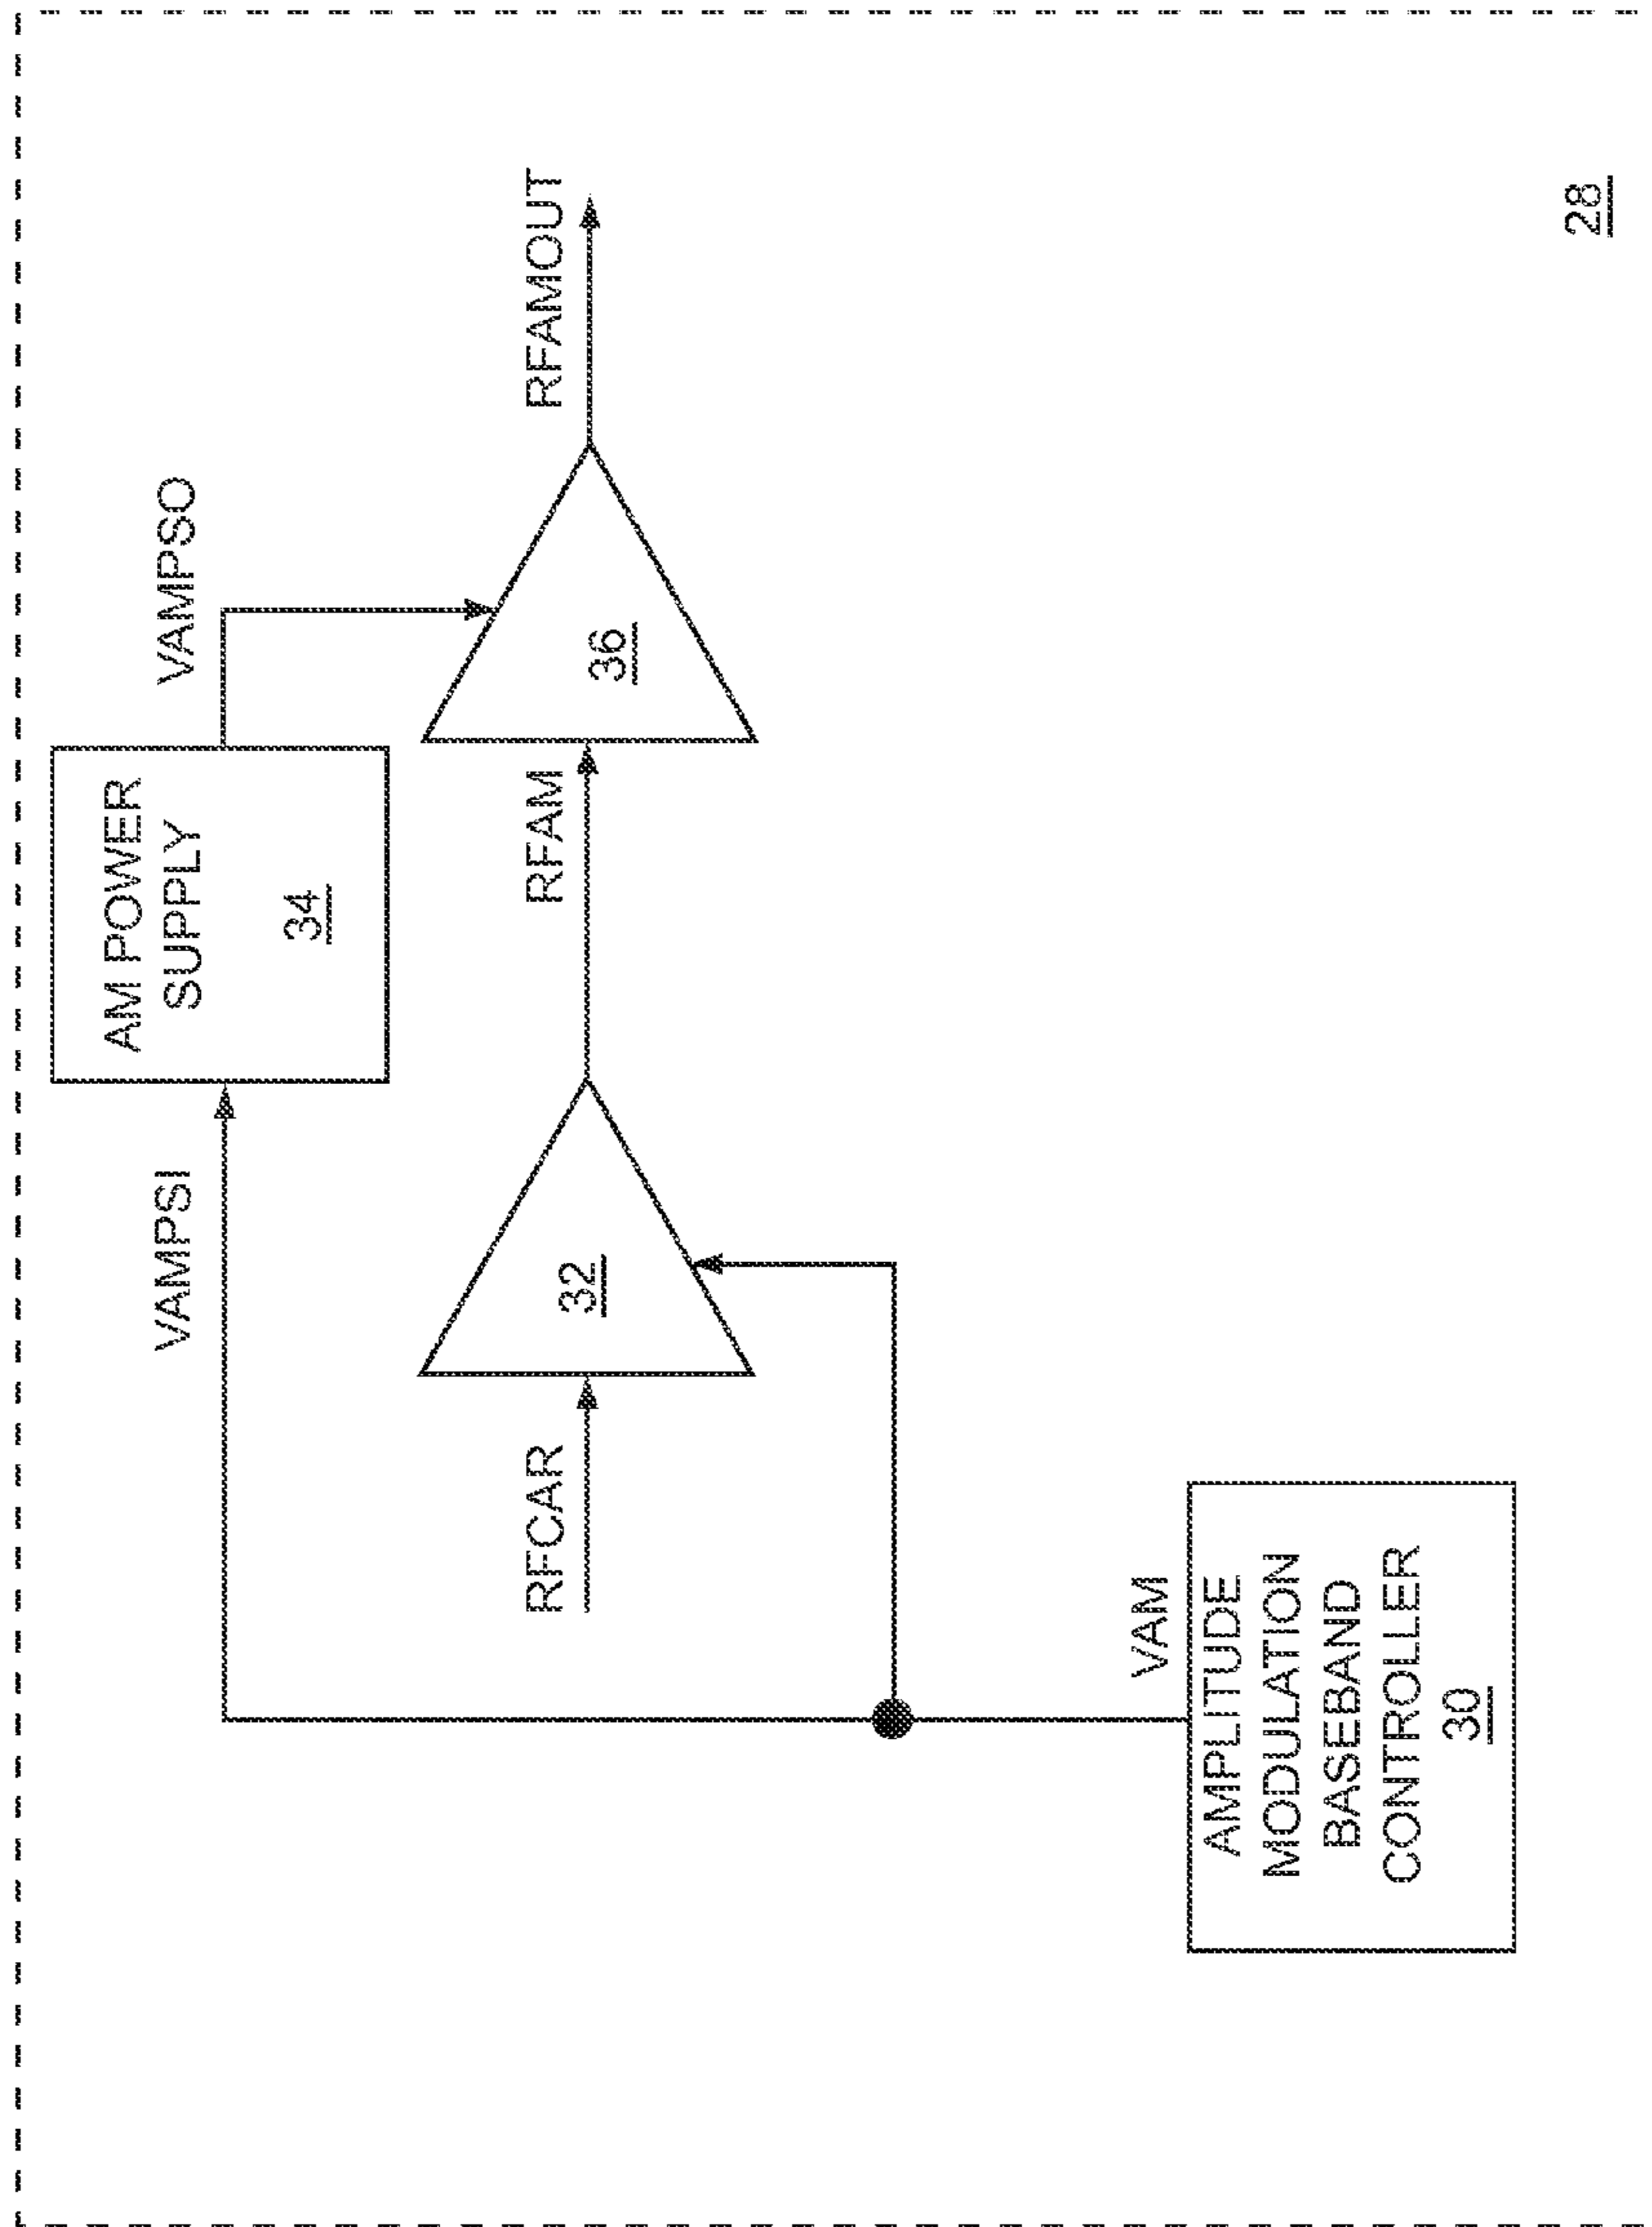 VAMPSI
AM POWER
SUPPLY
34
VAMPSO
RFCAR
32
RFAM
36
RFAMOUT
VAM
AMPLITUDE
MODULATION
BASEBAND
CONTROLLER
30
28